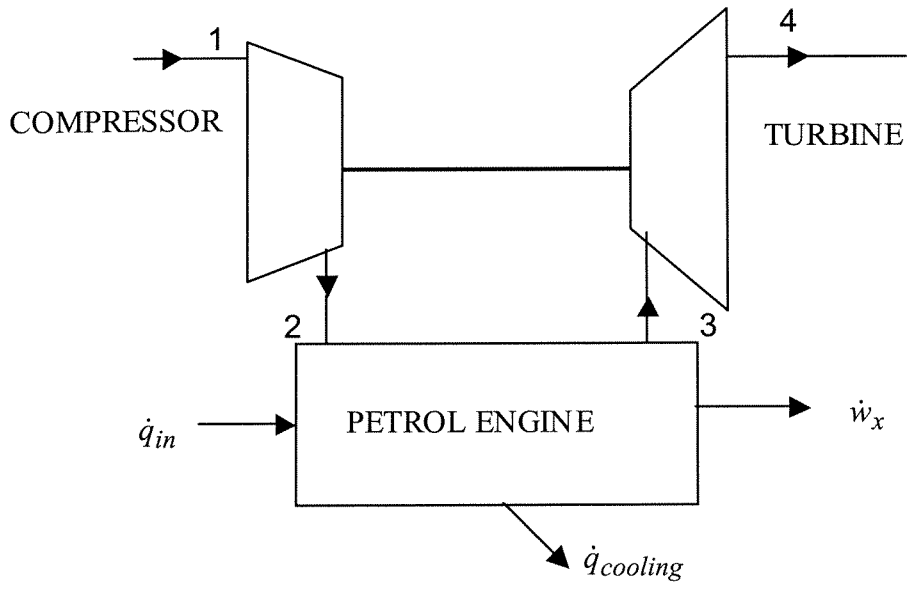 1
4
COMPRESSOR
TURBINE
2
3
q̇in
PETROL ENGINE
ẇx
q̇cooling